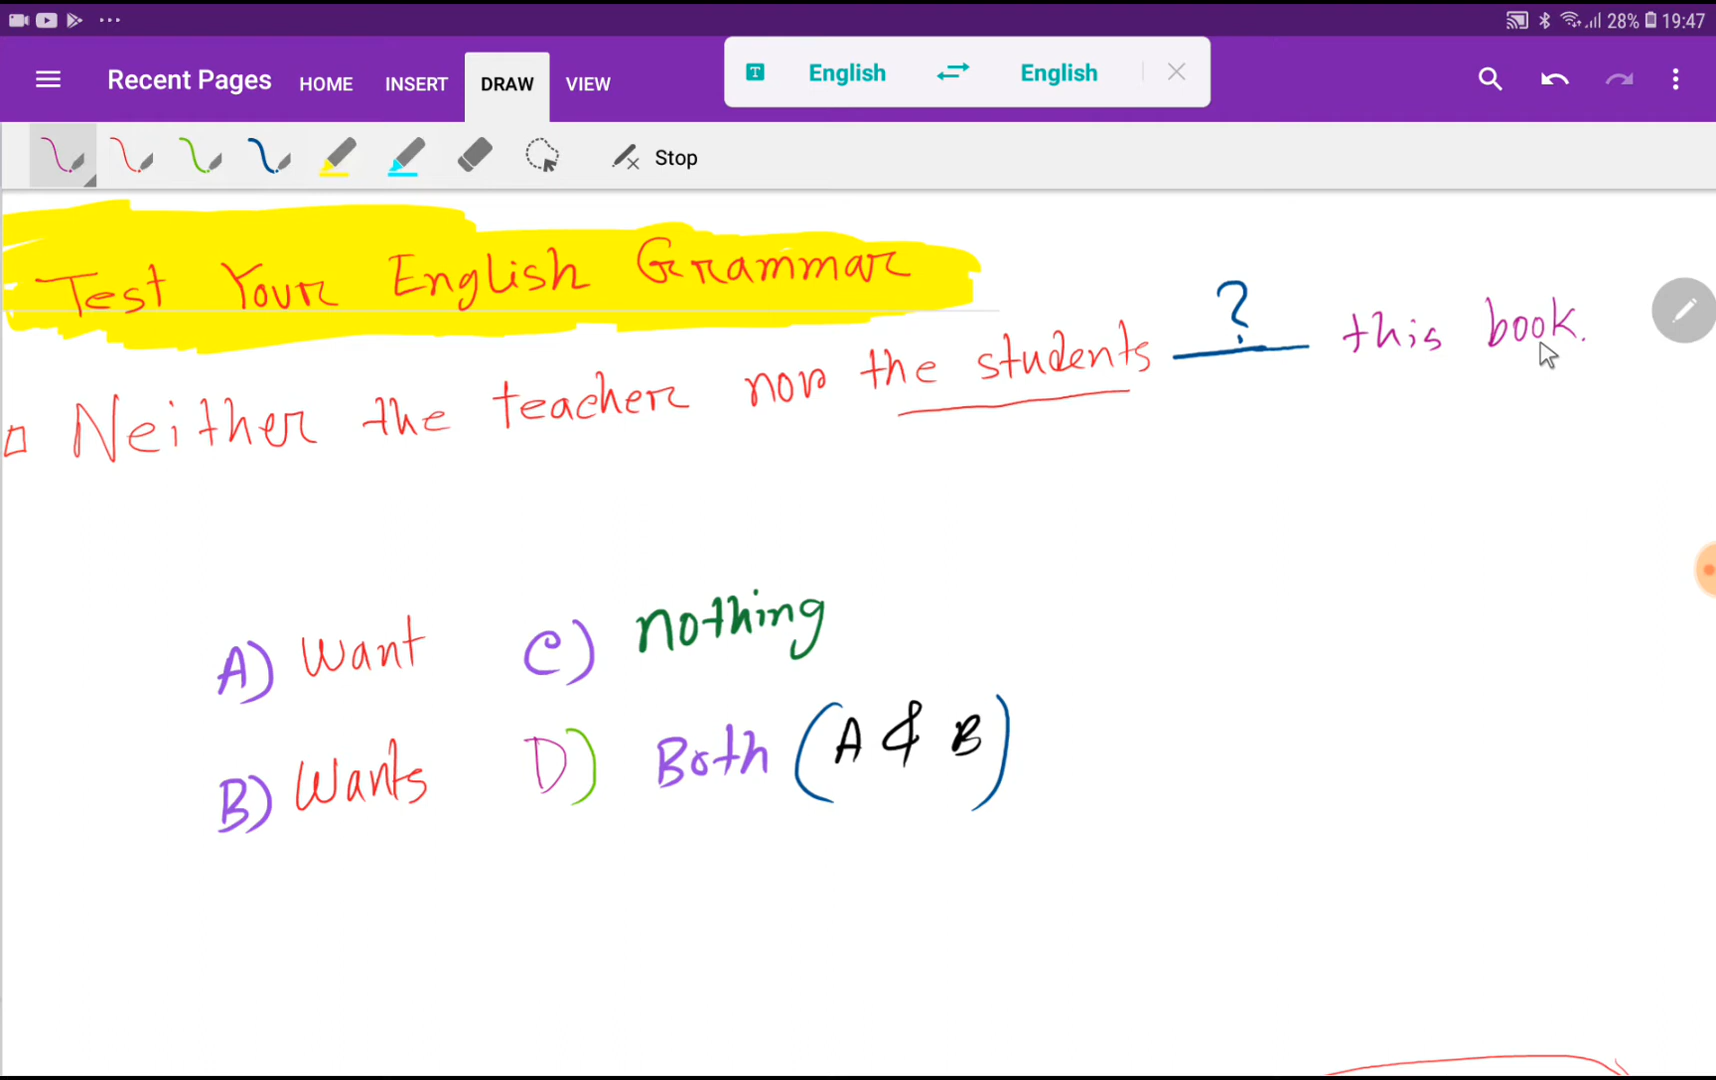 28% 19:47
Recent Pages HOME INSERT DRAW VIEW English English
Stop
Test Your English Grammar
Neither the teacher nor the students ? this book.
A) Want C) nothing
B) Wants D) Both (A & B)